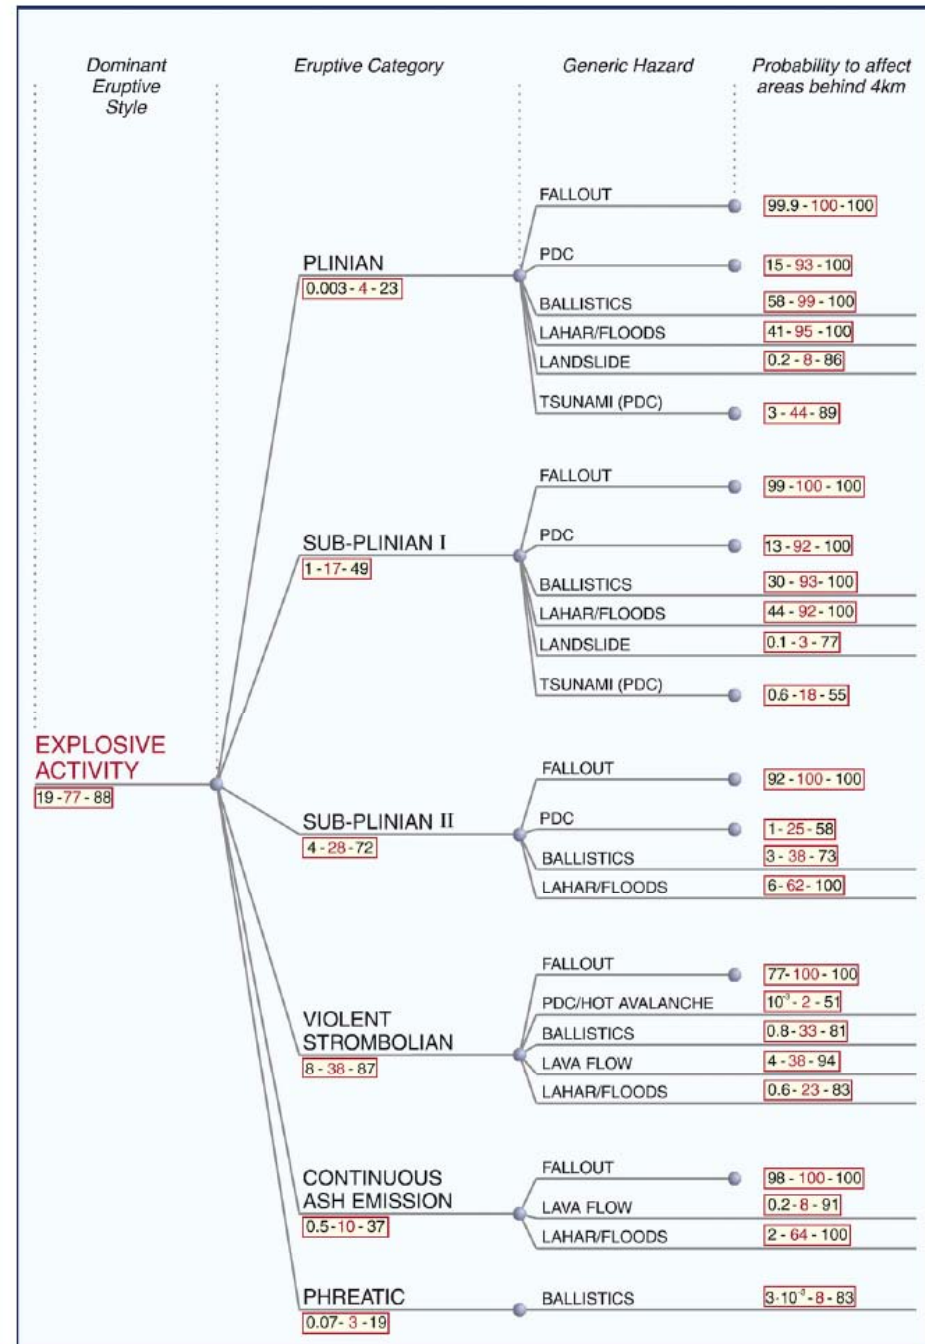 Dominant
Eruptive
Style
Eruptive Category
Generic Hazard
Probability to affect
areas behind 4km
EXPLOSIVE
ACTIVITY
19 - 77 - 88
PLINIAN
0.003 - 4 - 23
FALLOUT
99.9 - 100 - 100
PDC
15 - 93 - 100
BALLISTICS
58 - 99 - 100
LAHAR/FLOODS
41 - 95 - 100
LANDSLIDE
0.2 - 8 - 86
TSUNAMI (PDC)
3 - 44 - 89
SUB-PLINIAN I
1 - 17 - 49
FALLOUT
99 - 100 - 100
PDC
13 - 92 - 100
BALLISTICS
30 - 93 - 100
LAHAR/FLOODS
44 - 92 - 100
LANDSLIDE
0.1 - 3 - 77
TSUNAMI (PDC)
0.6 - 18 - 55
SUB-PLINIAN II
4 - 28 - 72
FALLOUT
92 - 100 - 100
PDC
1 - 25 - 58
BALLISTICS
3 - 38 - 73
LAHAR/FLOODS
6 - 62 - 100
VIOLENT
STROMBOLIAN
8 - 38 - 87
FALLOUT
77 - 100 - 100
PDC/HOT AVALANCHE
10⁻³ - 2 - 51
BALLISTICS
0.8 - 33 - 81
LAVA FLOW
4 - 38 - 94
LAHAR/FLOODS
0.6 - 23 - 83
CONTINUOUS
ASH EMISSION
0.5 - 10 - 37
FALLOUT
98 - 100 - 100
LAVA FLOW
0.2 - 8 - 91
LAHAR/FLOODS
2 - 64 - 100
PHREATIC
0.07 - 3 - 19
BALLISTICS
3·10⁻³ - 8 - 83